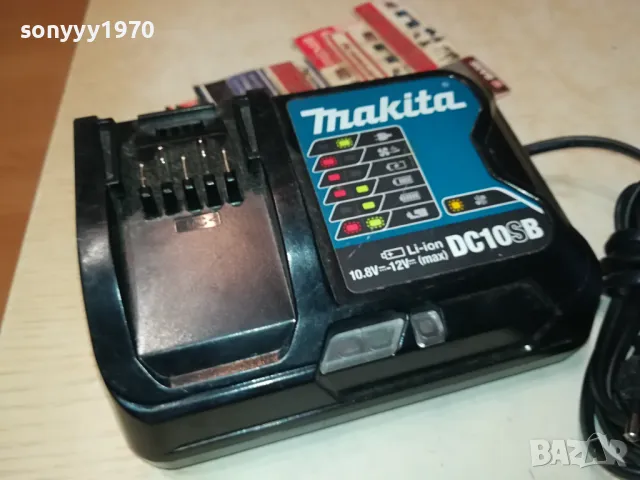 sonyyy1970
makita
Li-ion DC10SB
10.8V⎓-12V⎓ (max)
BAZAR